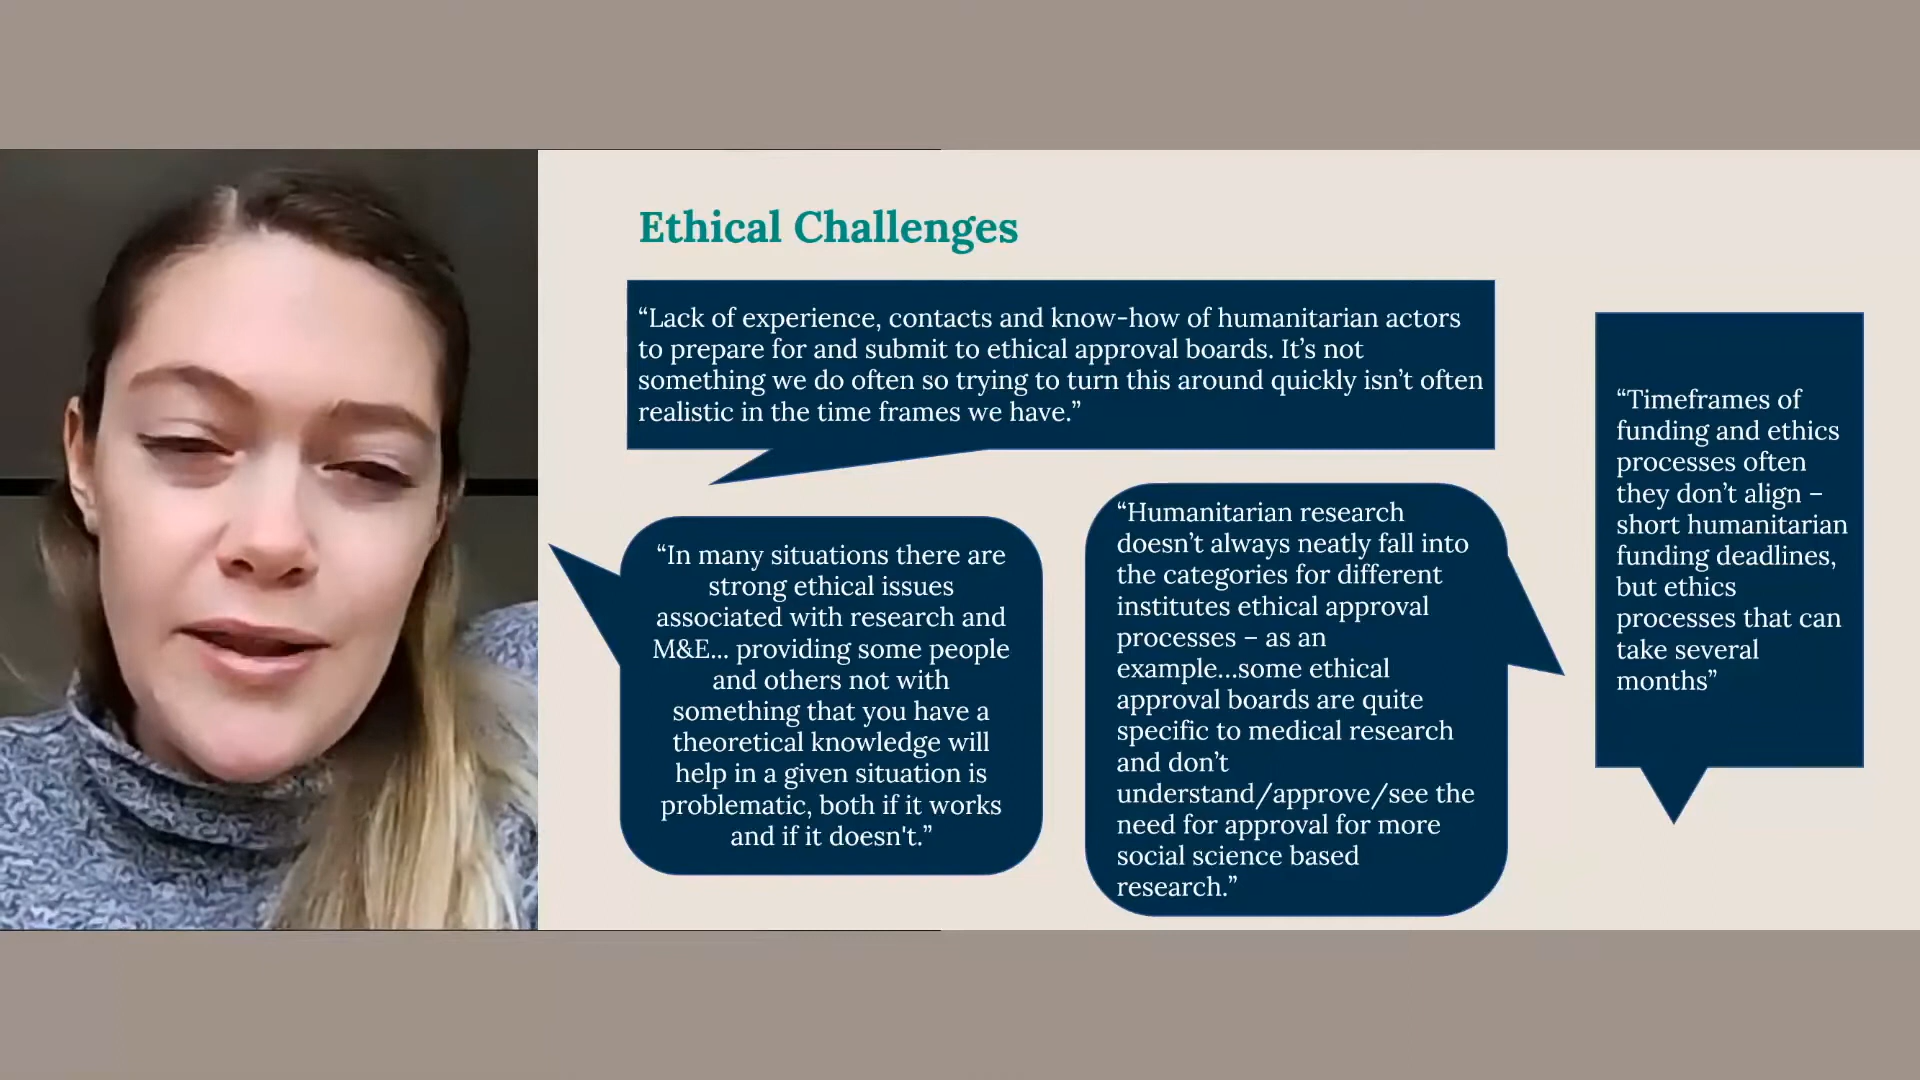 Ethical Challenges
“Lack of experience, contacts and know-how of humanitarian actors
to prepare for and submit to ethical approval boards. It’s not
something we do often so trying to turn this around quickly isn’t often
realistic in the time frames we have.”
“In many situations there are
strong ethical issues
associated with research and
M&E... providing some people
and others not with
something that you have a
theoretical knowledge will
help in a given situation is
problematic, both if it works
and if it doesn't.”
“Humanitarian research
doesn’t always neatly fall into
the categories for different
institutes ethical approval
processes – as an
example...some ethical
approval boards are quite
specific to medical research
and don’t
understand/approve/see the
need for approval for more
social science based
research.”
“Timeframes of
funding and ethics
processes often
they don’t align –
short humanitarian
funding deadlines,
but ethics
processes that can
take several
months”